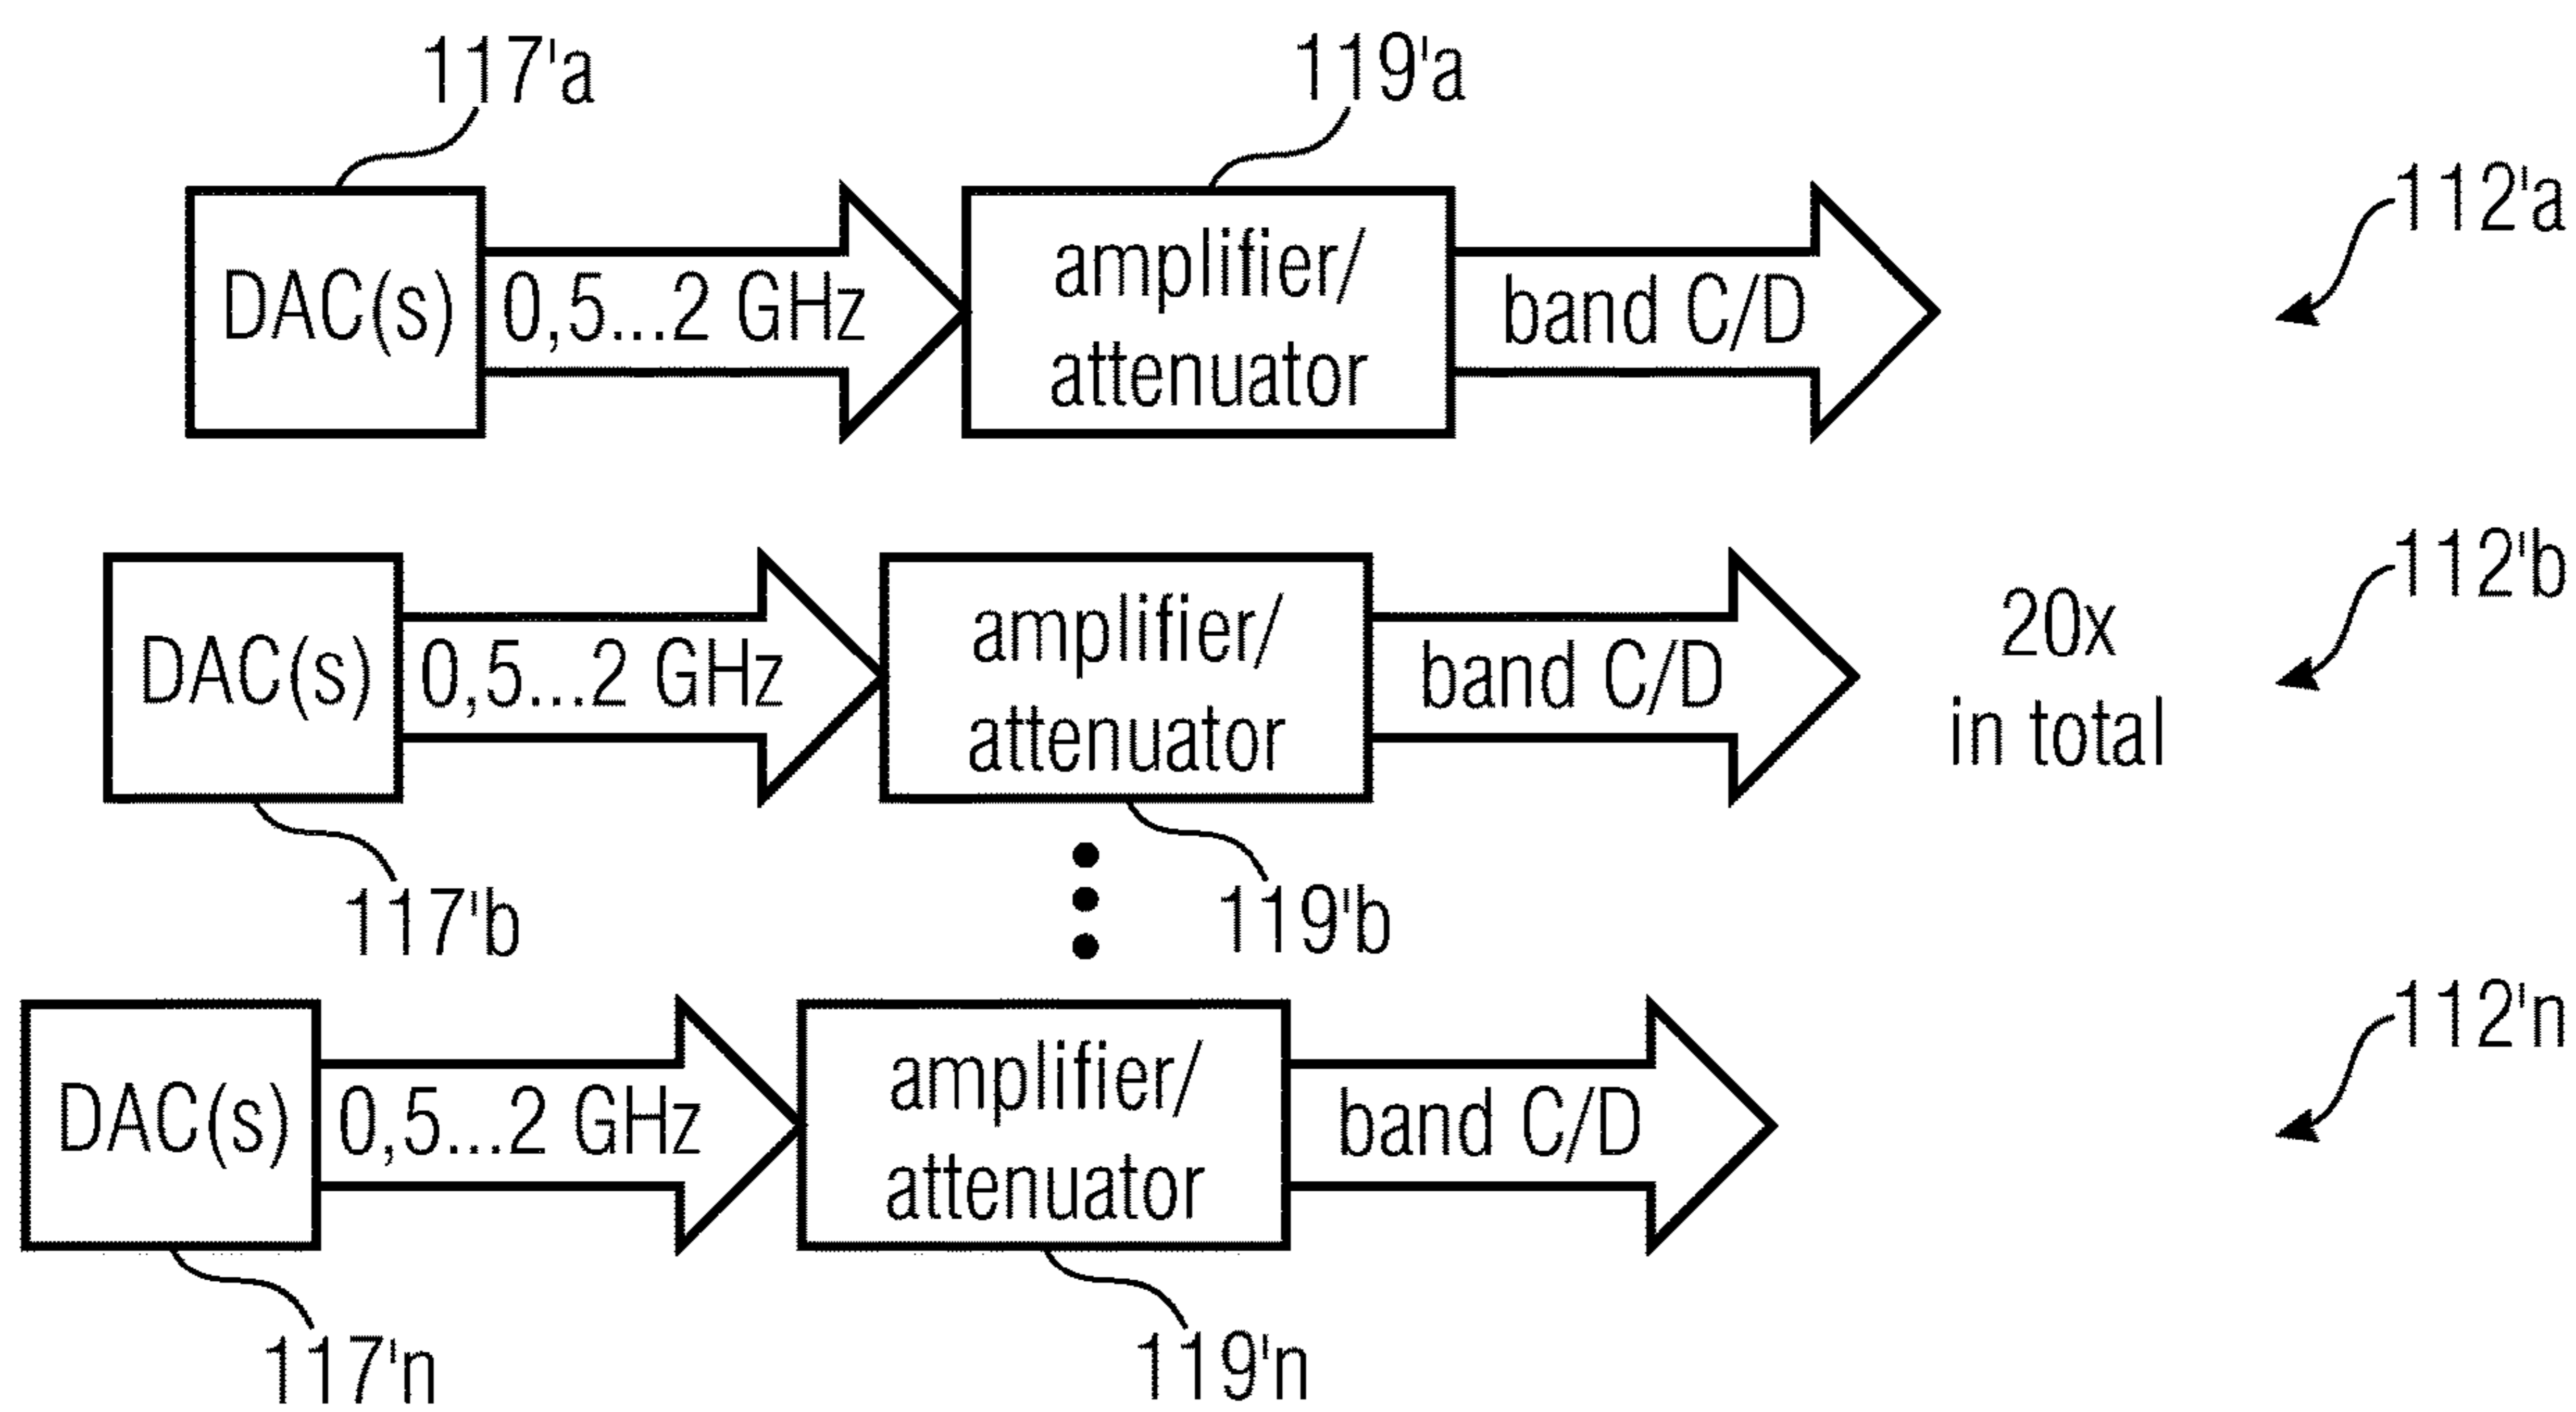 117'a
119'a
112'a
DAC(s)
0,5...2 GHz
amplifier/
attenuator
band C/D
112'b
DAC(s)
0,5...2 GHz
amplifier/
attenuator
band C/D
20x
in total
117'b
119'b
112'n
DAC(s)
0,5...2 GHz
amplifier/
attenuator
band C/D
117'n
119'n